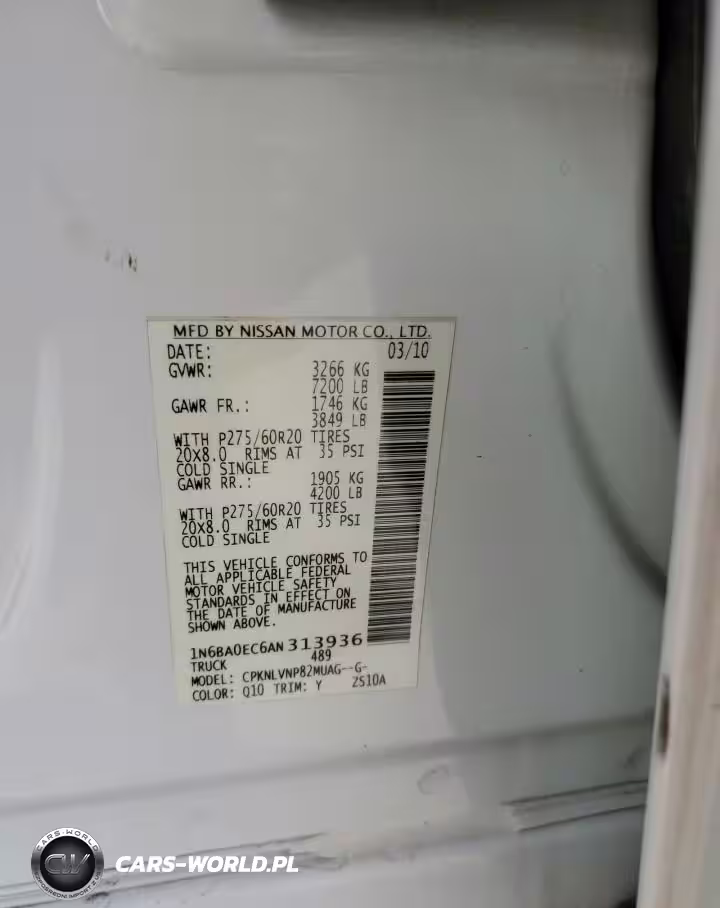 MFD BY NISSAN MOTOR CO., LTD.
DATE: 03/10
GVWR: 3266 KG
7200 LB
GAWR FR.: 1746 KG
3849 LB
WITH P275/60R20 TIRES
20X8.0 RIMS AT 35 PSI
COLD SINGLE
GAWR RR.: 1905 KG
4200 LB
WITH P275/60R20 TIRES
20X8.0 RIMS AT 35 PSI
COLD SINGLE
THIS VEHICLE CONFORMS TO
ALL APPLICABLE FEDERAL
MOTOR VEHICLE SAFETY
STANDARDS IN EFFECT ON
THE DATE OF MANUFACTURE
SHOWN ABOVE.
1N6BA0EC6AN313936
TRUCK 489
MODEL: CPKNLVNP82MUAG--G-
COLOR: Q10 TRIM: Y ZS10A
CARS-WORLD
CW
CARS-WORLD.PL